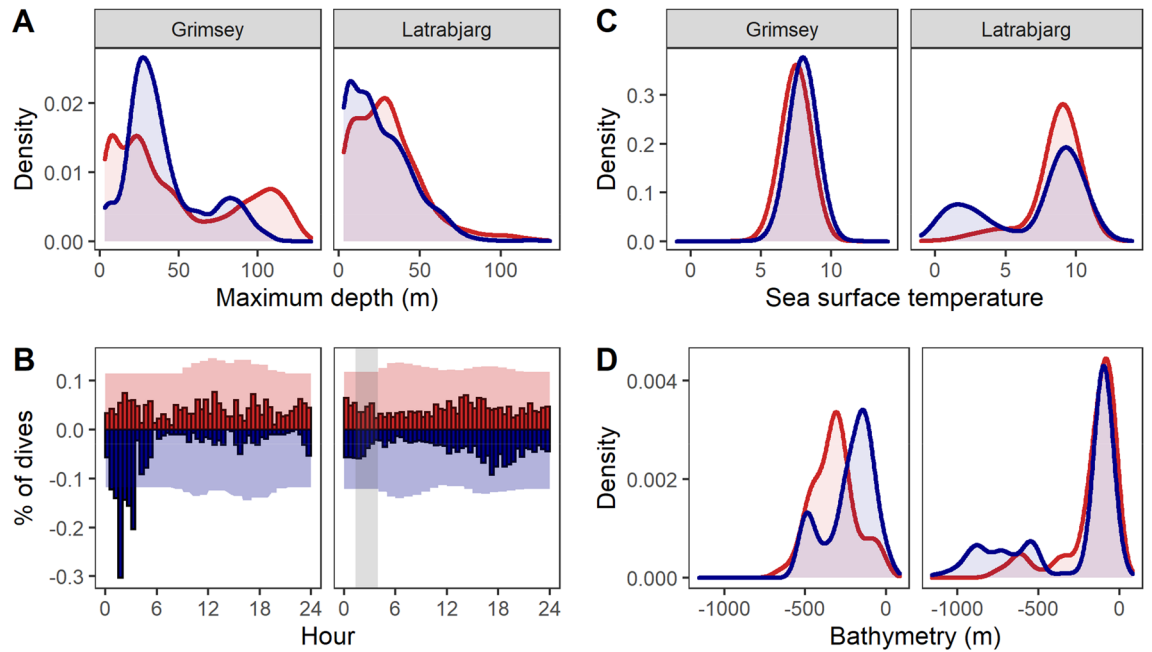 A
Grimsey
Latrabjarg
Density
0.02
0.01
0.00
0
50
100
0
50
100
Maximum depth (m)
C
Grimsey
Latrabjarg
Density
0.3
0.2
0.1
0.0
0
5
10
0
5
10
Sea surface temperature
B
% of dives
0.1
0.0
-0.1
-0.2
-0.3
0
6
12
18
24
0
6
12
18
24
Hour
D
Density
0.004
0.002
0.000
-1000
-500
0
-1000
-500
0
Bathymetry (m)